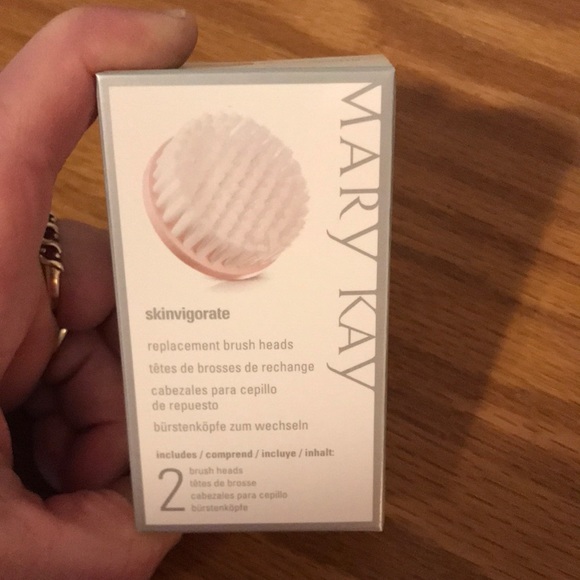 MARY KAY
skinvigorate
replacement brush heads
têtes de brosses de rechange
cabezales para cepillo
de repuesto
bürstenköpfe zum wechseln
includes / comprend / incluye / inhalt:
2
brush heads
têtes de brosse
cabezales para cepillo
bürstenköpfe